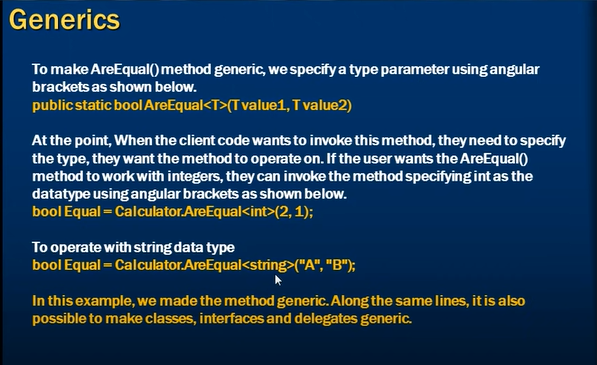 Generics
To make AreEqual() method generic, we specify a type parameter using angular
brackets as shown below.
public static bool AreEqual<T>(T value1, T value2)
At the point, When the client code wants to invoke this method, they need to specify
the type, they want the method to operate on. If the user wants the AreEqual()
method to work with integers, they can invoke the method specifying int as the
datatype using angular brackets as shown below.
bool Equal = Calculator.AreEqual<int>(2, 1);
To operate with string data type
bool Equal = Calculator.AreEqual<string>("A", "B");
In this example, we made the method generic. Along the same lines, it is also
possible to make classes, interfaces and delegates generic.